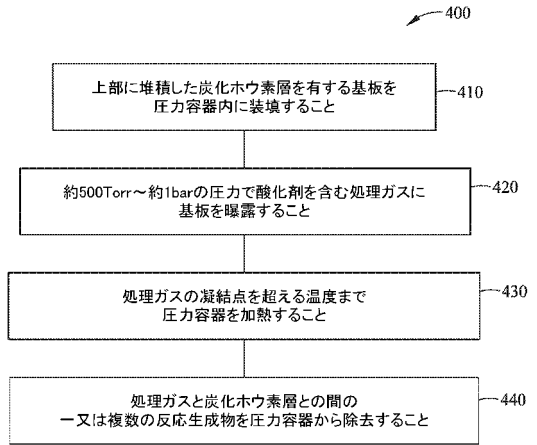 400
上部に堆積した炭化ホウ素層を有する基板を
圧力容器内に装填すること
410
約500Torr~約1barの圧力で酸化剤を含む処理ガスに
基板を曝露すること
420
処理ガスの凝結点を超える温度まで
圧力容器を加熱すること
430
処理ガスと炭化ホウ素層との間の
一又は複数の反応生成物を圧力容器から除去すること
440